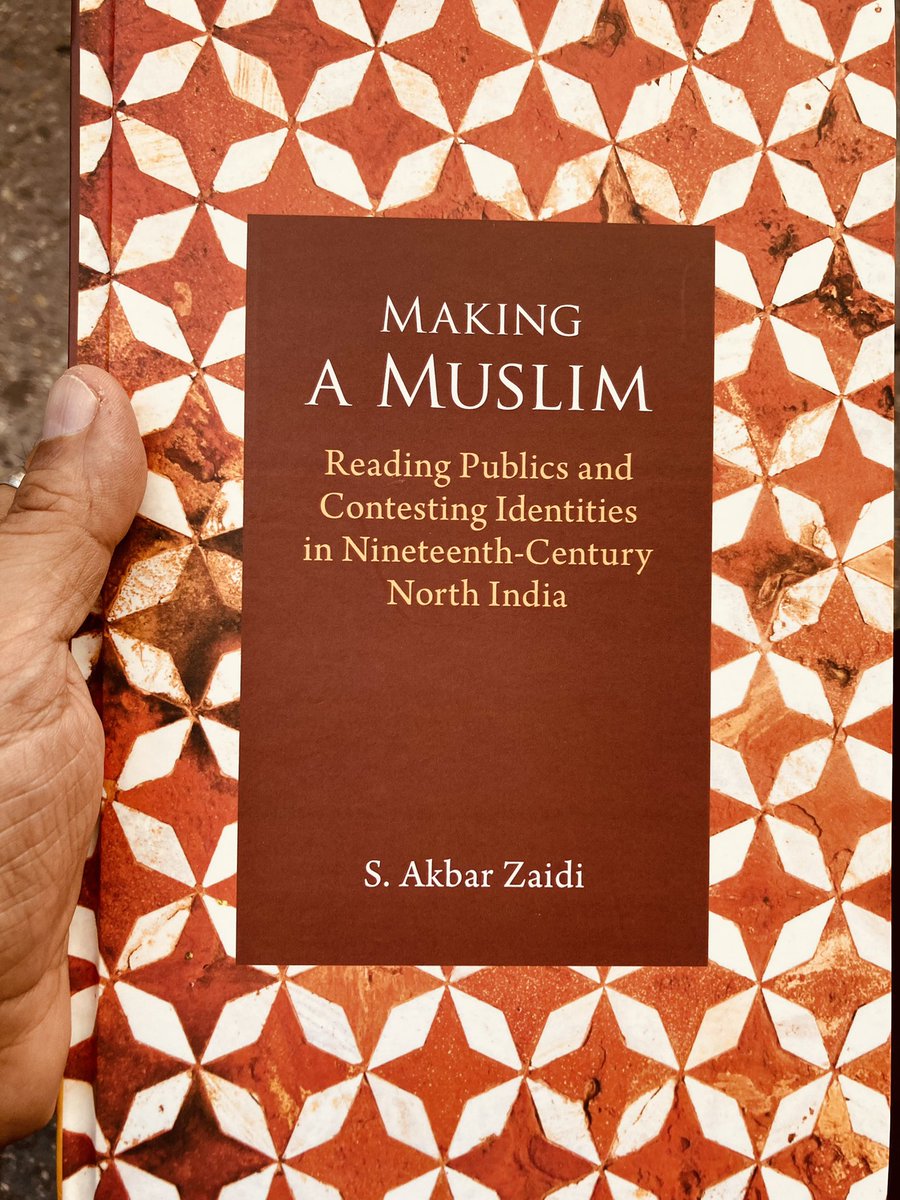 MAKING
A MUSLIM
Reading Publics and
Contesting Identities
in Nineteenth-Century
North India
S. Akbar Zaidi